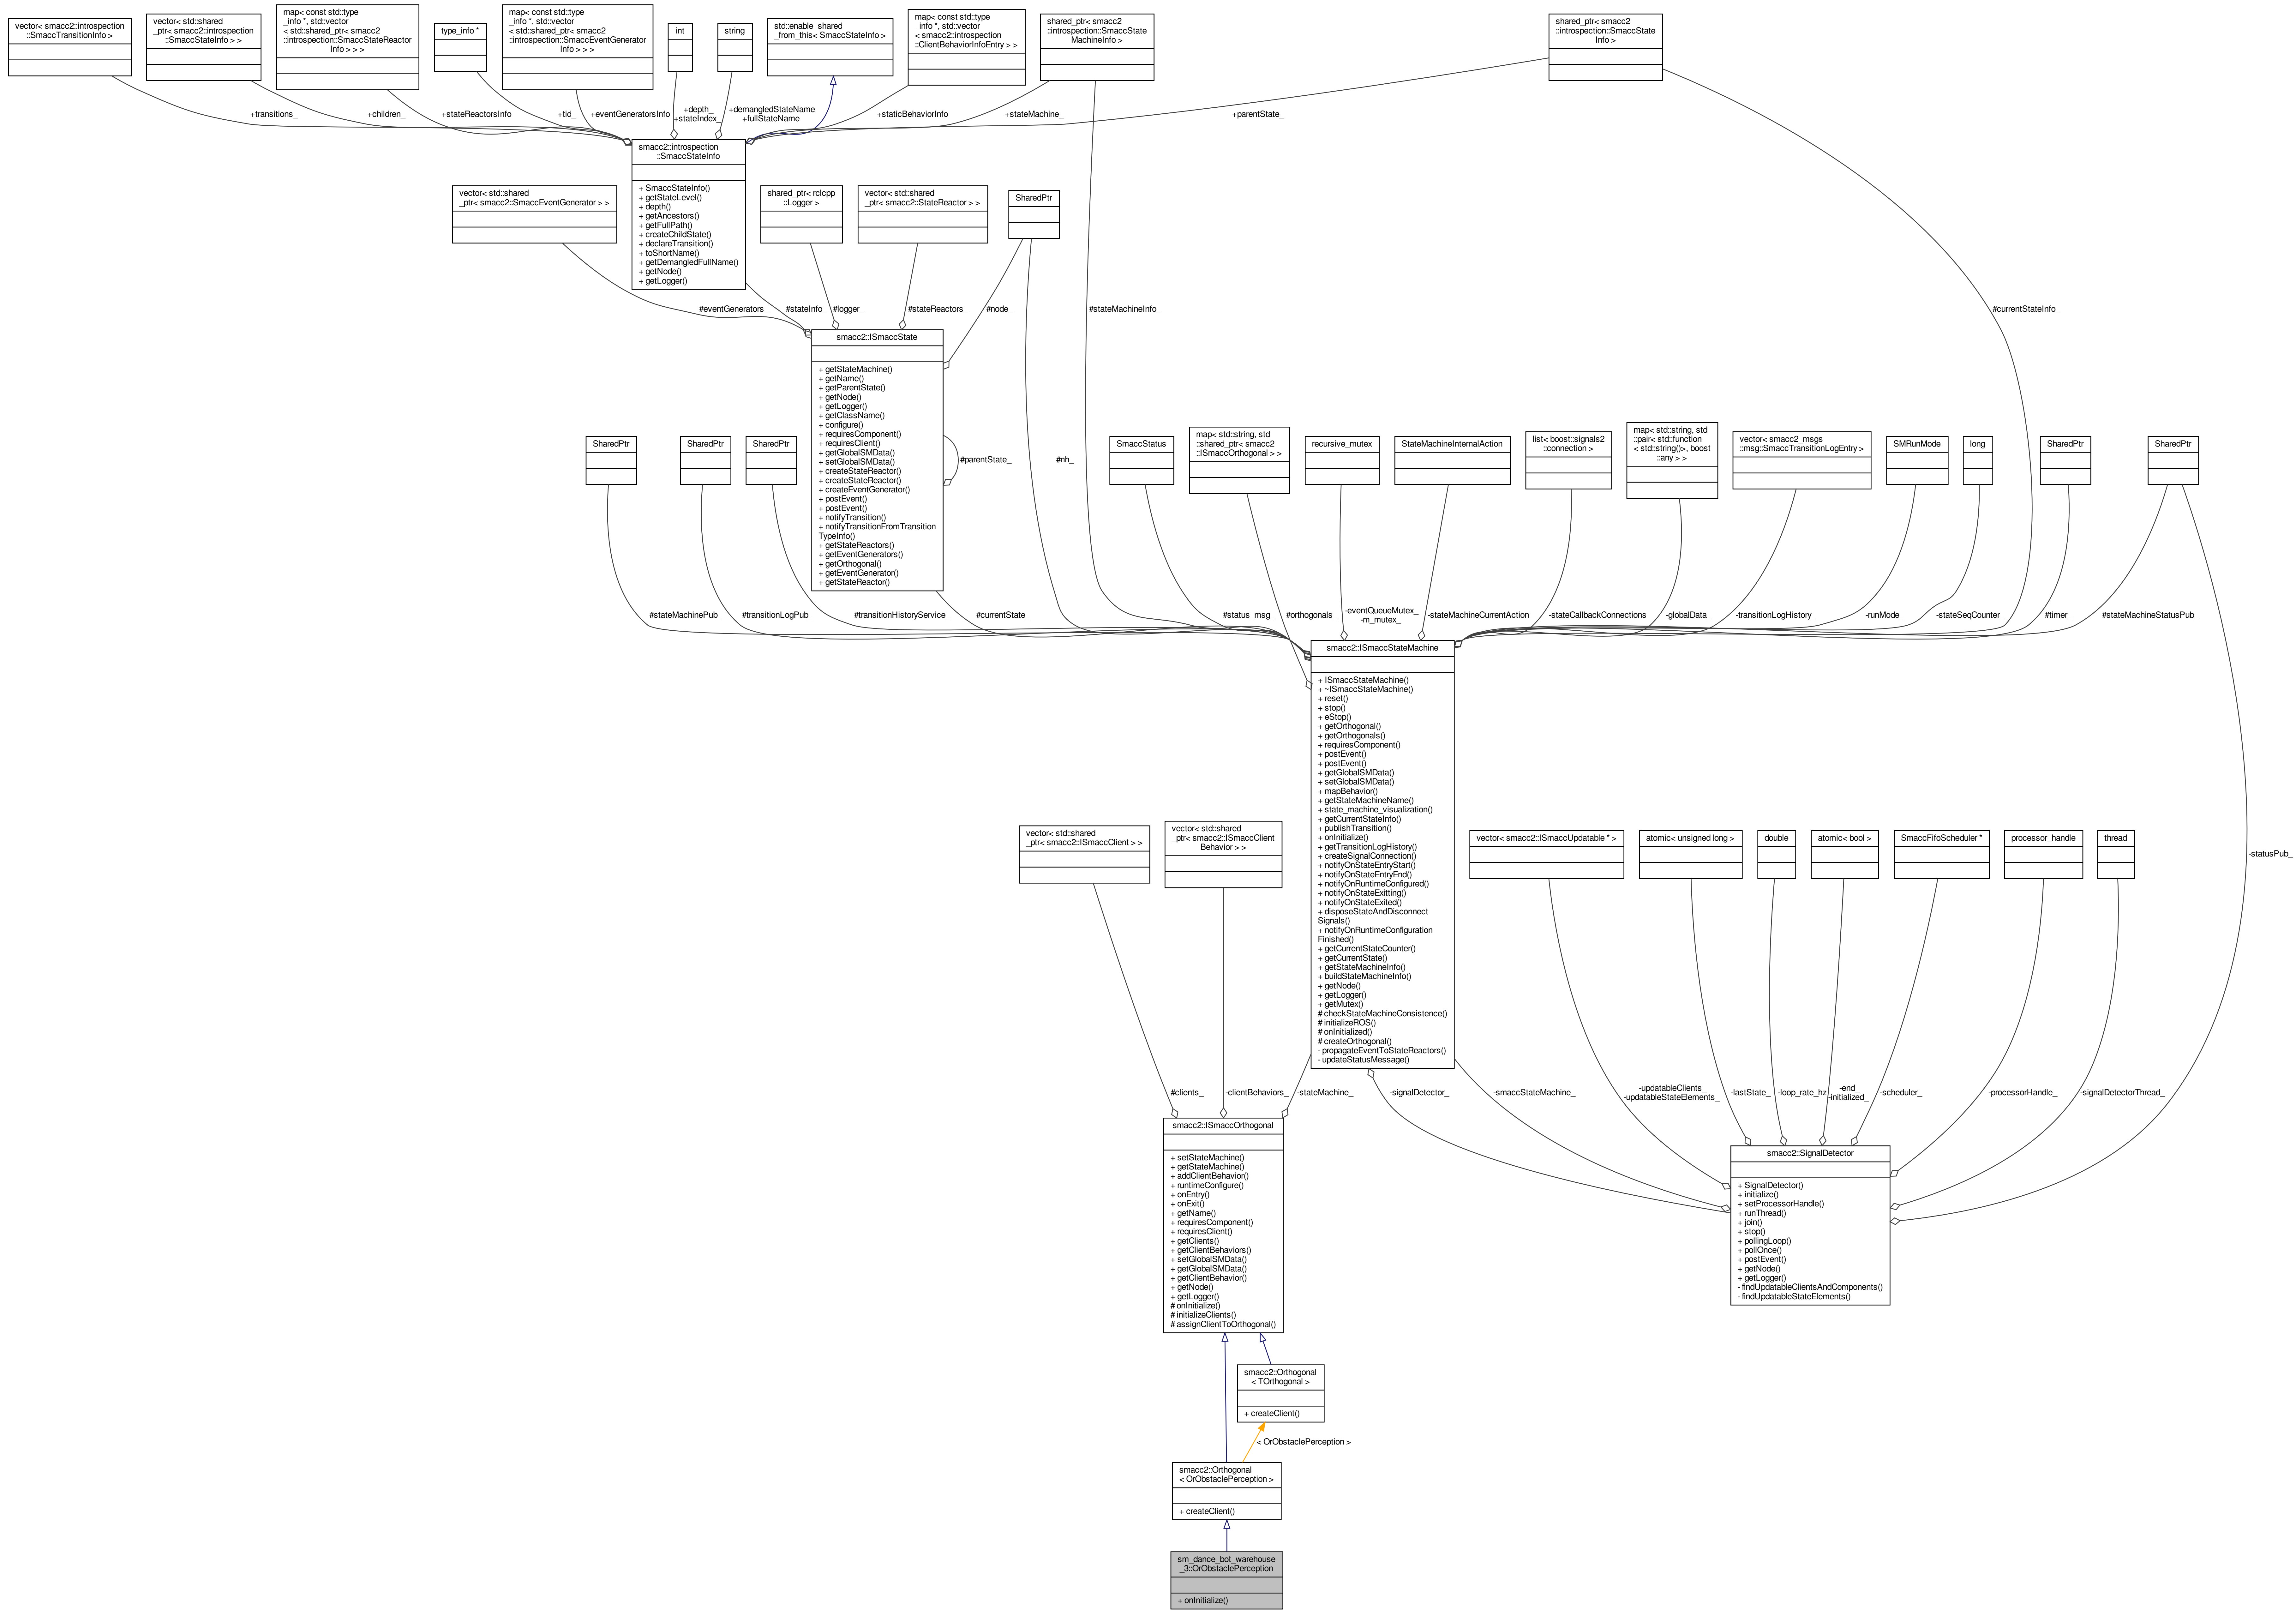 vector< smacc2::introspection
::SmaccTransitionInfo >
vector< std::shared
_ptr< smacc2::introspection
::SmaccStateInfo > >
map< const std::type
_info *, std::vector
< std::shared_ptr< smacc2
::introspection::SmaccStateReactor
Info > > >
type_info *
map< const std::type
_info *, std::vector
< std::shared_ptr< smacc2
::introspection::SmaccEventGenerator
Info > > >
int
string
std::enable_shared
_from_this< SmaccStateInfo >
map< const std::type
_info *, std::vector
< smacc2::introspection
::ClientBehaviorInfoEntry > >
shared_ptr< smacc2
::introspection::SmaccState
MachineInfo >
shared_ptr< smacc2
::introspection::SmaccState
Info >
+transitions_
+children_
+stateReactorsInfo
+tid_
+eventGeneratorsInfo
+depth_
+stateIndex_
+demangledStateName
+fullStateName
+staticBehaviorInfo
+stateMachine_
+parentState_
smacc2::introspection
::SmaccStateInfo
+ SmaccStateInfo()
+ getStateLevel()
+ depth()
+ getAncestors()
+ getFullPath()
+ createChildState()
+ declareTransition()
+ toShortName()
+ getDemangledFullName()
+ getNode()
+ getLogger()
vector< std::shared
_ptr< smacc2::SmaccEventGenerator > >
shared_ptr< rclcpp
::Logger >
vector< std::shared
_ptr< smacc2::StateReactor > >
SharedPtr
#eventGenerators_
#stateInfo_
#logger_
#stateReactors_
#node_
#stateMachineInfo_
#currentStateInfo_
smacc2::ISmaccState
+ getStateMachine()
+ getName()
+ getParentState()
+ getNode()
+ getLogger()
+ getClassName()
+ configure()
+ requiresComponent()
+ requiresClient()
+ getGlobalSMData()
+ setGlobalSMData()
+ createStateReactor()
+ createStateReactor()
+ createEventGenerator()
+ postEvent()
+ postEvent()
+ notifyTransition()
+ notifyTransitionFromTransition
TypeInfo()
+ getStateReactors()
+ getEventGenerators()
+ getOrthogonal()
+ getEventGenerator()
+ getStateReactor()
#parentState_
#nh_
SharedPtr
SharedPtr
SharedPtr
SmaccStatus
map< std::string, std
::shared_ptr< smacc2
::ISmaccOrthogonal > >
recursive_mutex
StateMachineInternalAction
list< boost::signals2
::connection >
map< std::string, std
::pair< std::function
< std::string()>, boost
::any > >
vector< smacc2_msgs
::msg::SmaccTransitionLogEntry >
SMRunMode
long
SharedPtr
SharedPtr
#stateMachinePub_
#transitionLogPub_
#transitionHistoryService_
#currentState_
#status_msg_
#orthogonals_
-eventQueueMutex_
-m_mutex_
-stateMachineCurrentAction
-stateCallbackConnections
-globalData_
-transitionLogHistory_
-runMode_
-stateSeqCounter_
#timer_
#stateMachineStatusPub_
smacc2::ISmaccStateMachine
+ ISmaccStateMachine()
+ ~ISmaccStateMachine()
+ reset()
+ stop()
+ eStop()
+ getOrthogonal()
+ getOrthogonals()
+ requiresComponent()
+ postEvent()
+ postEvent()
+ getGlobalSMData()
+ setGlobalSMData()
+ mapBehavior()
+ getStateMachineName()
+ state_machine_visualization()
+ getCurrentStateInfo()
+ publishTransition()
+ onInitialize()
+ getTransitionLogHistory()
+ createSignalConnection()
+ notifyOnStateEntryStart()
+ notifyOnStateEntryEnd()
+ notifyOnRuntimeConfigured()
+ notifyOnStateExitting()
+ notifyOnStateExited()
+ disposeStateAndDisconnect
Signals()
+ notifyOnRuntimeConfiguration
Finished()
+ getCurrentStateCounter()
+ getCurrentState()
+ getStateMachineInfo()
+ buildStateMachineInfo()
+ getNode()
+ getLogger()
+ getMutex()
# checkStateMachineConsistence()
# initializeROS()
# onInitialized()
# createOrthogonal()
- propagateEventToStateReactors()
- updateStatusMessage()
vector< std::shared
_ptr< smacc2::ISmaccClient > >
vector< std::shared
_ptr< smacc2::ISmaccClient
Behavior > >
vector< smacc2::ISmaccUpdatable * >
atomic< unsigned long >
double
atomic< bool >
SmaccFifoScheduler *
processor_handle
thread
-statusPub_
#clients_
-clientBehaviors_
-stateMachine_
-signalDetector_
-smaccStateMachine_
-updatableClients_
-updatableStateElements_
-lastState_
-loop_rate_hz
-end_
-initialized_
-scheduler_
-processorHandle_
-signalDetectorThread_
smacc2::ISmaccOrthogonal
+ setStateMachine()
+ getStateMachine()
+ addClientBehavior()
+ runtimeConfigure()
+ onEntry()
+ onExit()
+ getName()
+ requiresComponent()
+ requiresClient()
+ getClients()
+ getClientBehaviors()
+ setGlobalSMData()
+ getGlobalSMData()
+ getClientBehavior()
+ getNode()
+ getLogger()
# onInitialize()
# initializeClients()
# assignClientToOrthogonal()
smacc2::SignalDetector
+ SignalDetector()
+ initialize()
+ setProcessorHandle()
+ runThread()
+ join()
+ stop()
+ pollingLoop()
+ pollOnce()
+ postEvent()
+ getNode()
+ getLogger()
- findUpdatableClientsAndComponents()
- findUpdatableStateElements()
smacc2::Orthogonal
< TOrthogonal >
+ createClient()
< OrObstaclePerception >
smacc2::Orthogonal
< OrObstaclePerception >
+ createClient()
sm_dance_bot_warehouse
_3::OrObstaclePerception
+ onInitialize()